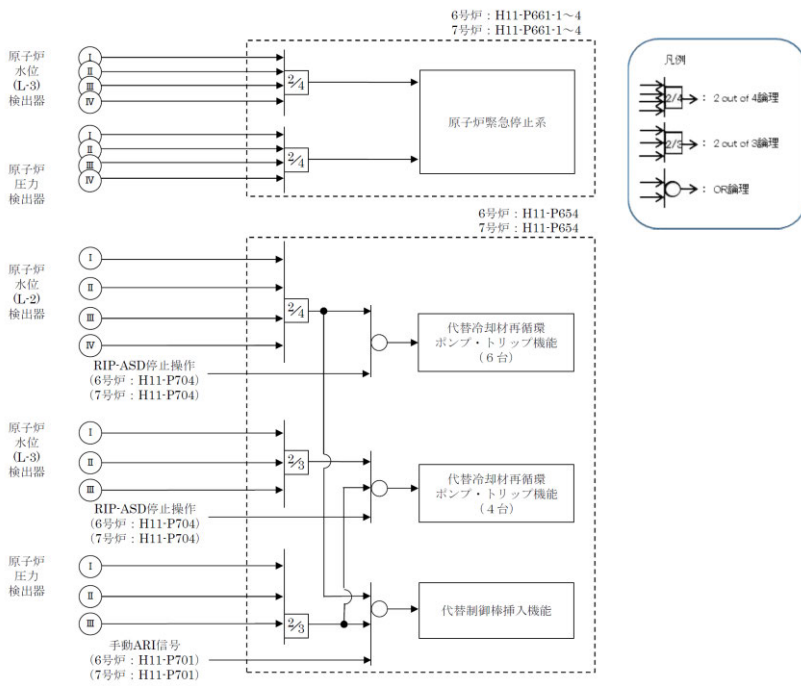 6号炉：H11-P661-1～4
7号炉：H11-P661-1～4
原子炉
水位
(L-3)
検出器
Ⅰ
Ⅱ
Ⅲ
Ⅳ
2/4
原子炉緊急停止系
原子炉
圧力
検出器
Ⅰ
Ⅱ
Ⅲ
Ⅳ
2/4
凡例
2/4
： 2 out of 4論理
2/3
： 2 out of 3論理
： OR論理
6号炉：H11-P654
7号炉：H11-P654
原子炉
水位
(L-2)
検出器
Ⅰ
Ⅱ
Ⅲ
Ⅳ
2/4
RIP-ASD停止操作
(6号炉：H11-P704)
(7号炉：H11-P704)
代替冷却材再循環
ポンプ・トリップ機能
（６台）
原子炉
水位
(L-3)
検出器
Ⅰ
Ⅱ
Ⅲ
2/3
RIP-ASD停止操作
(6号炉：H11-P704)
(7号炉：H11-P704)
代替冷却材再循環
ポンプ・トリップ機能
（４台）
原子炉
圧力
検出器
Ⅰ
Ⅱ
Ⅲ
2/3
手動ARI信号
(6号炉：H11-P701)
(7号炉：H11-P701)
代替制御棒挿入機能